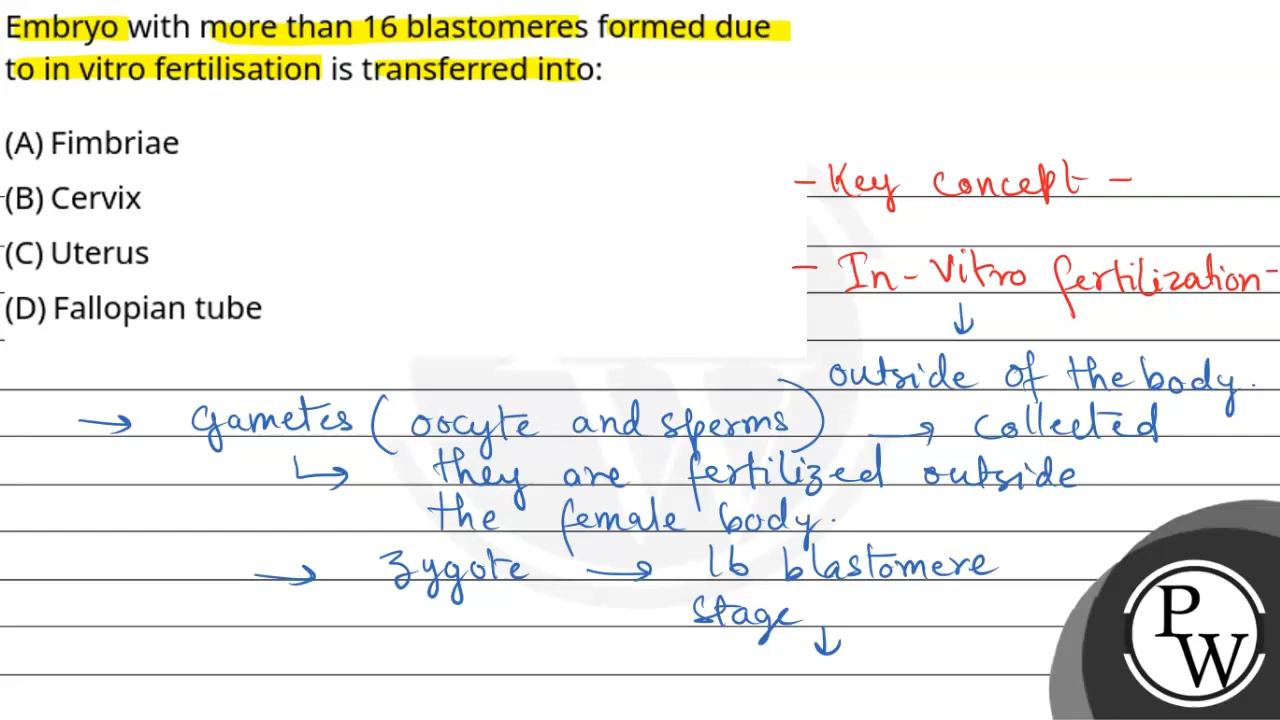 Embryo with more than 16 blastomeres formed due
to in vitro fertilisation is transferred into:
(A) Fimbriae
(B) Cervix
(C) Uterus
(D) Fallopian tube
- Key concept -
- In-Vitro fertilization-
↓
outside of the body.
→ gametes (oocyte and sperms) → collected
↳ they are fertilized outside
the female body.
→ zygote → 16 blastomere
stage ↓
P
W